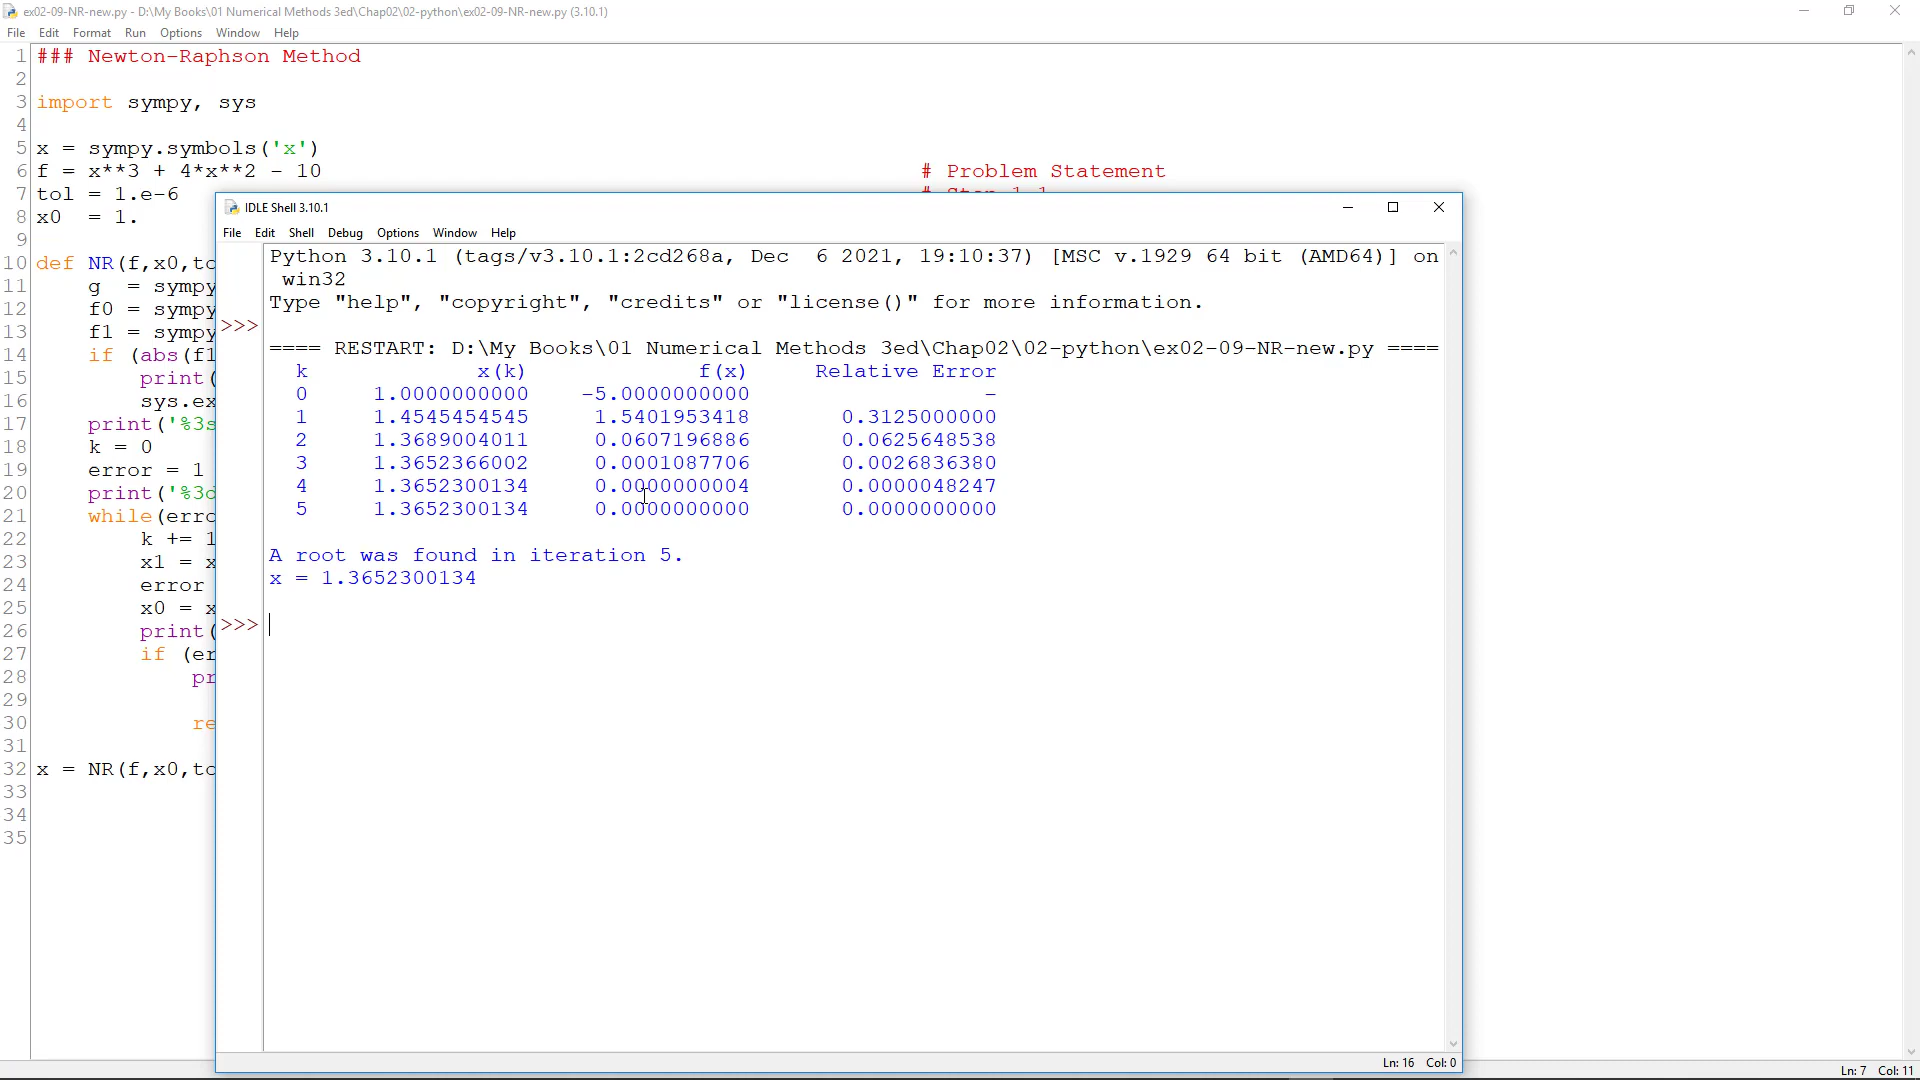 ex02-09-NR-new.py - D:\My Books\01 Numerical Methods 3ed\Chap02\02-python\ex02-09-NR-new.py (3.10.1)
File Edit Format Run Options Window Help
1 ### Newton-Raphson Method
2
3 import sympy, sys
4
5 x = sympy.symbols('x')
6 f = x**3 + 4*x**2 - 10 # Problem Statement
7 tol = 1.e-6
8 x0 = 1.
9
10 def NR(f,x0,to
11 g = sympy
12 f0 = sympy
13 f1 = sympy
14 if (abs(f1
15 print(
16 sys.ex
17 print('%3s
18 k = 0
19 error = 1
20 print('%3d
21 while(erro
22 k += 1
23 x1 = x
24 error
25 x0 = x
26 print(
27 if (er
28 pr
29
30 re
31
32 x = NR(f,x0,to
33
34
35
Ln: 7 Col: 11
IDLE Shell 3.10.1
File Edit Shell Debug Options Window Help
Python 3.10.1 (tags/v3.10.1:2cd268a, Dec 6 2021, 19:10:37) [MSC v.1929 64 bit (AMD64)] on
win32
Type "help", "copyright", "credits" or "license()" for more information.
>>>
==== RESTART: D:\My Books\01 Numerical Methods 3ed\Chap02\02-python\ex02-09-NR-new.py ====
k x(k) f(x) Relative Error
0 1.0000000000 -5.0000000000 -
1 1.4545454545 1.5401953418 0.3125000000
2 1.3689004011 0.0607196886 0.0625648538
3 1.3652366002 0.0001087706 0.0026836380
4 1.3652300134 0.0000000004 0.0000048247
5 1.3652300134 0.0000000000 0.0000000000
A root was found in iteration 5.
x = 1.3652300134
>>>
Ln: 16 Col: 0